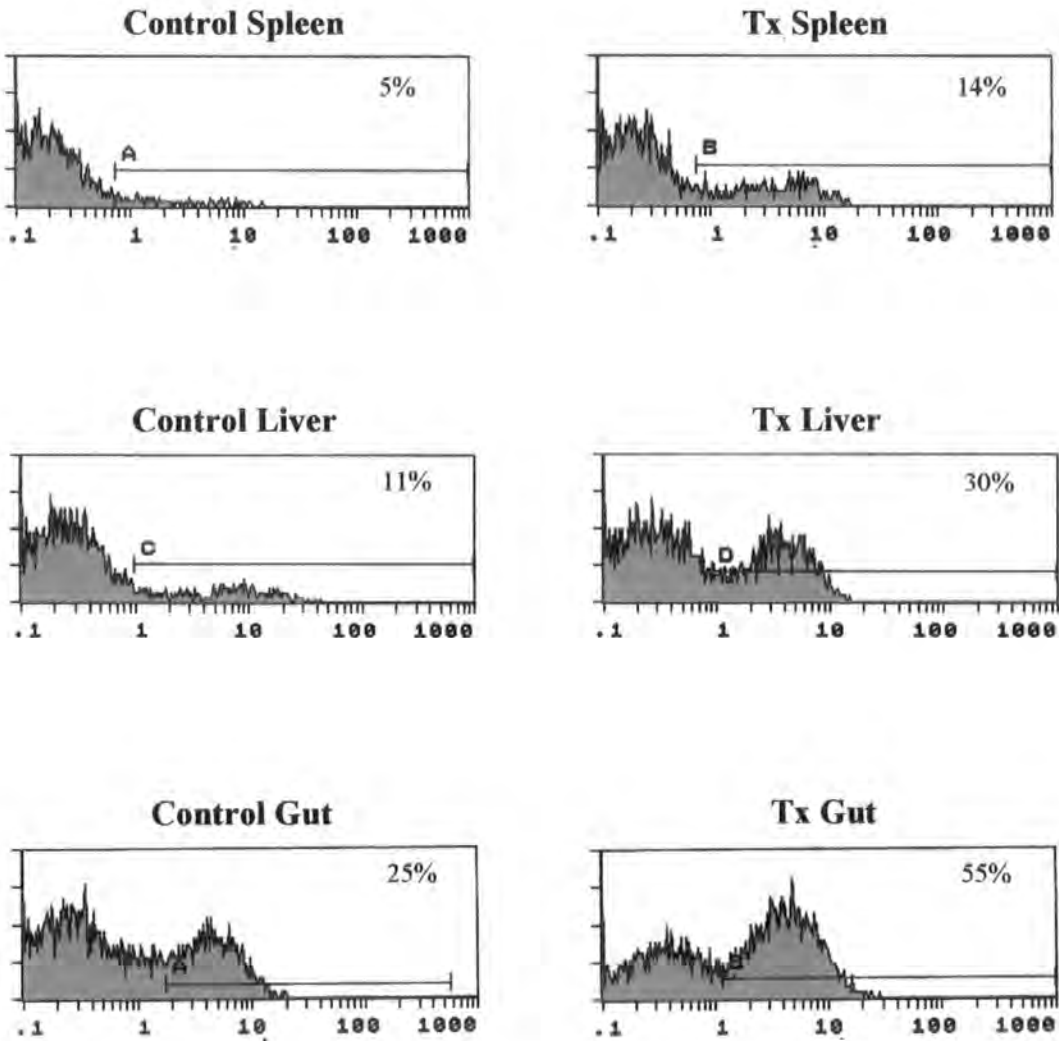 Control Spleen
Tx Spleen
5%
14%
A
B
.1 1 10 100 1000
.1 1 10 100 1000
Control Liver
Tx Liver
11%
30%
C
D
.1 1 10 100 1000
.1 1 10 100 1000
Control Gut
Tx Gut
25%
55%
A
B
.1 1 10 100 1000
.1 1 10 100 1000